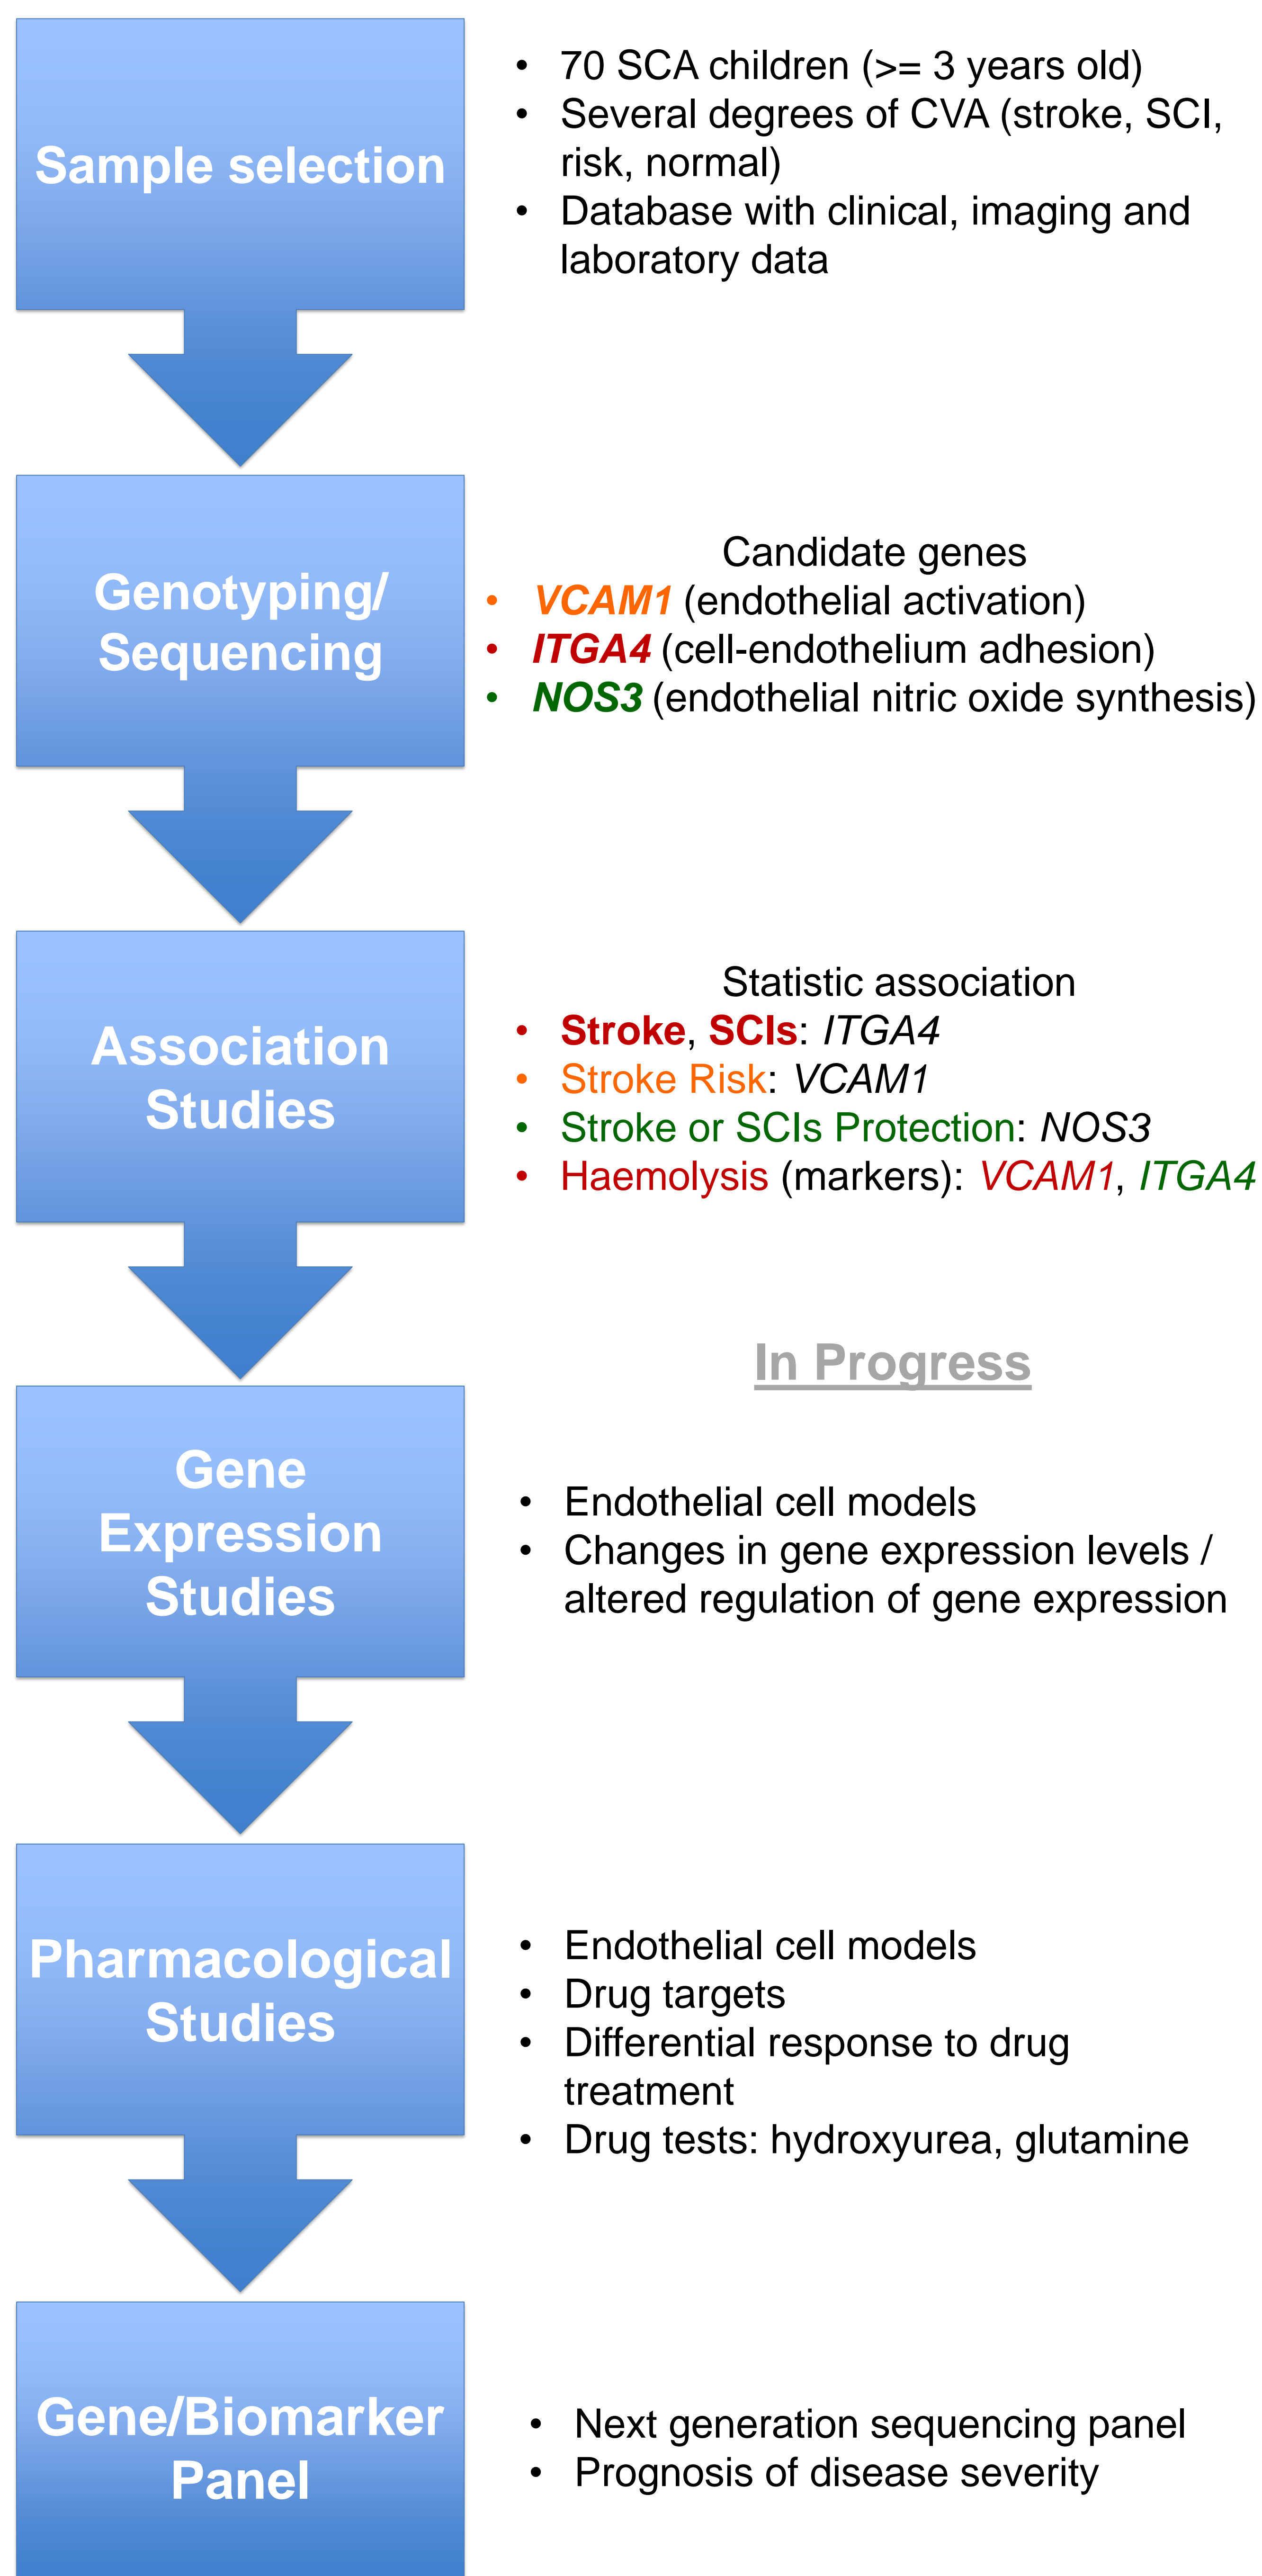 Sample selection
• 70 SCA children (>= 3 years old)
• Several degrees of CVA (stroke, SCI,
risk, normal)
• Database with clinical, imaging and
laboratory data
Genotyping/
Sequencing
Candidate genes
• VCAM1 (endothelial activation)
• ITGA4 (cell-endothelium adhesion)
• NOS3 (endothelial nitric oxide synthesis)
Association
Studies
Statistic association
• Stroke, SCIs: ITGA4
• Stroke Risk: VCAM1
• Stroke or SCIs Protection: NOS3
• Haemolysis (markers): VCAM1, ITGA4
In Progress
Gene
Expression
Studies
• Endothelial cell models
• Changes in gene expression levels /
altered regulation of gene expression
Pharmacological
Studies
• Endothelial cell models
• Drug targets
• Differential response to drug
treatment
• Drug tests: hydroxyurea, glutamine
Gene/Biomarker
Panel
• Next generation sequencing panel
• Prognosis of disease severity